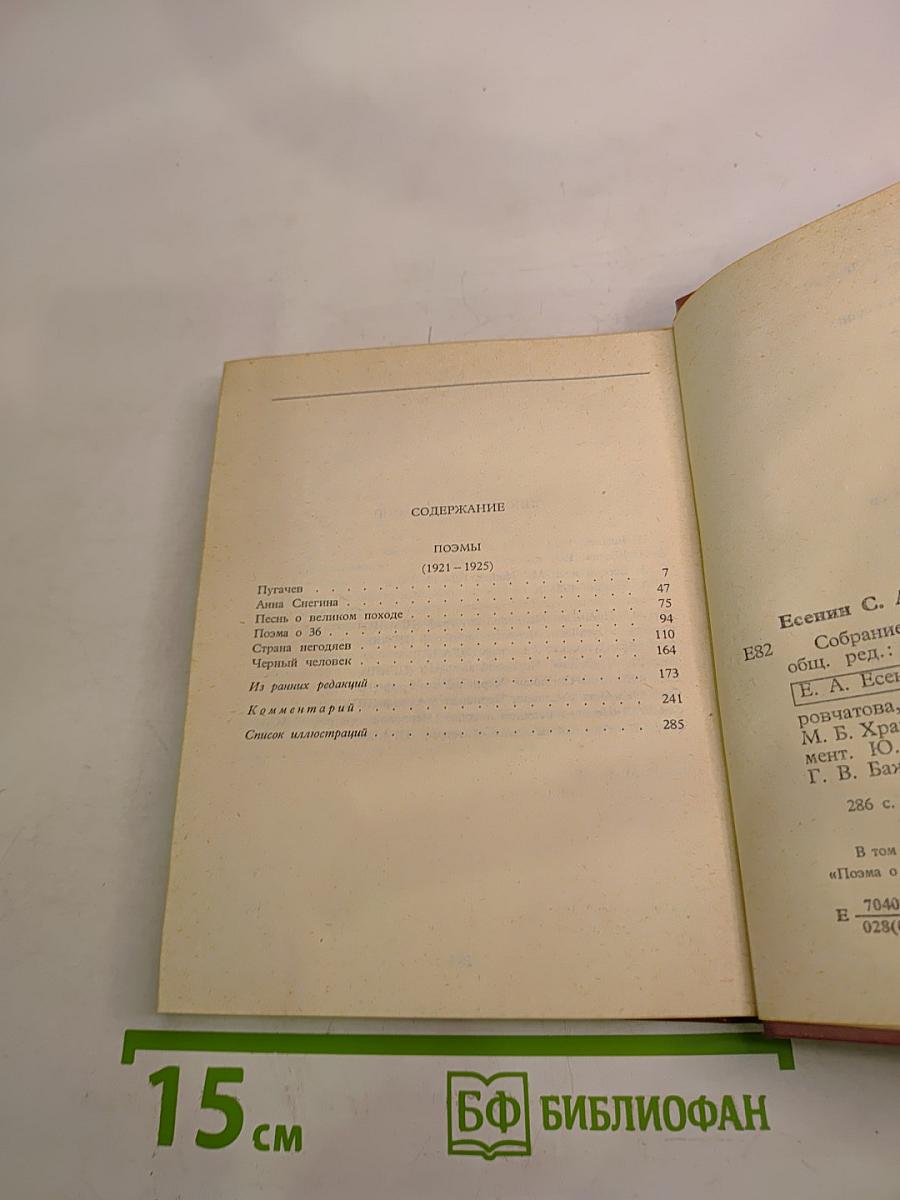 СОДЕРЖАНИЕ
ПОЭМЫ
(1921 – 1925)
Пугачев . . . . . . . . . . . . . . . . . . . . 7
Анна Снегина . . . . . . . . . . . . . . . . . . . . 47
Песнь о великом походе . . . . . . . . . . . . . . . . 75
Поэма о 36 . . . . . . . . . . . . . . . . . . . . 94
Страна негодяев . . . . . . . . . . . . . . . . . . . . 110
Черный человек . . . . . . . . . . . . . . . . . . . . 164
Из ранних редакций . . . . . . . . . . . . . . . . . . 173
Комментарий . . . . . . . . . . . . . . . . . . . . 241
Список иллюстраций . . . . . . . . . . . . . . . . . . 285
Есенин С.
Е82 Собрание
общ. ред.:
Е. А. Есен
ровчатова,
М. Б. Хра
мент. Ю.
Г. В. Баж
286 с.
В том
«Поэма о
Е 7040
028(
15 см
БФ БИБЛИОФАН